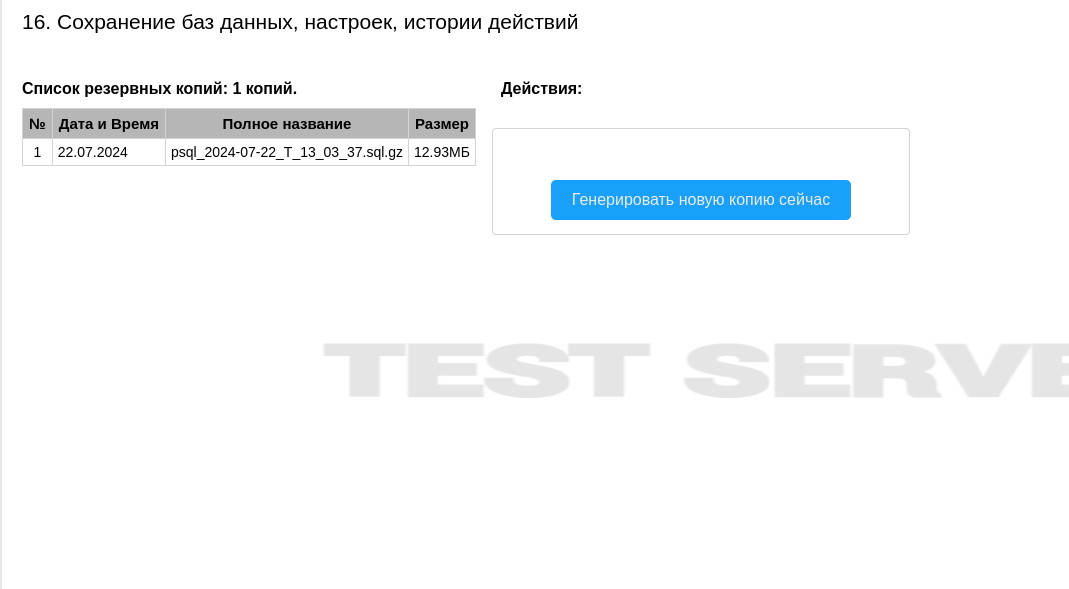 16. Сохранение баз данных, настроек, истории действий
Список резервных копий: 1 копий.
Действия:
№ Дата и Время Полное название Размер
1 22.07.2024 psql_2024-07-22_T_13_03_37.sql.gz 12.93МБ
Генерировать новую копию сейчас
TEST SERVE